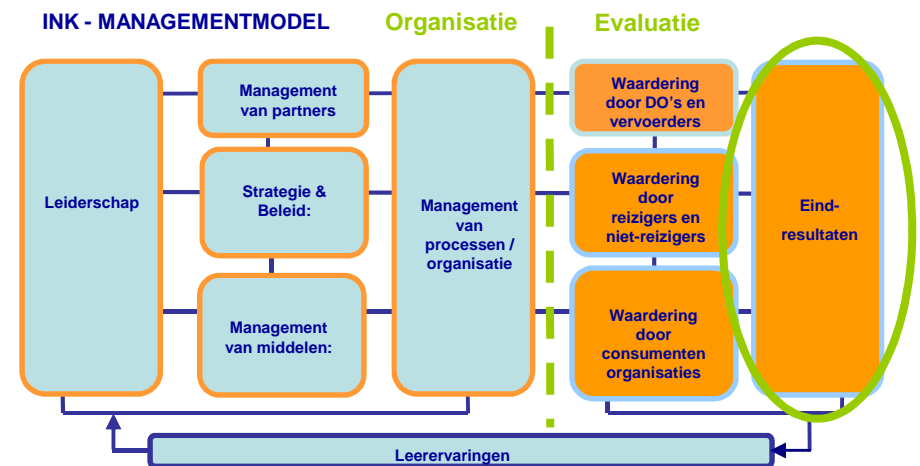 INK - MANAGEMENTMODEL
Organisatie
Evaluatie
Leiderschap
Management
van partners
Strategie &
Beleid:
Management
van middelen:
Management
van
processen /
organisatie
Waardering
door DO's en
vervoerders
Waardering
door
reizigers en
niet-reizigers
Waardering
door
consumenten
organisaties
Eind-
resultaten
Leerervaringen